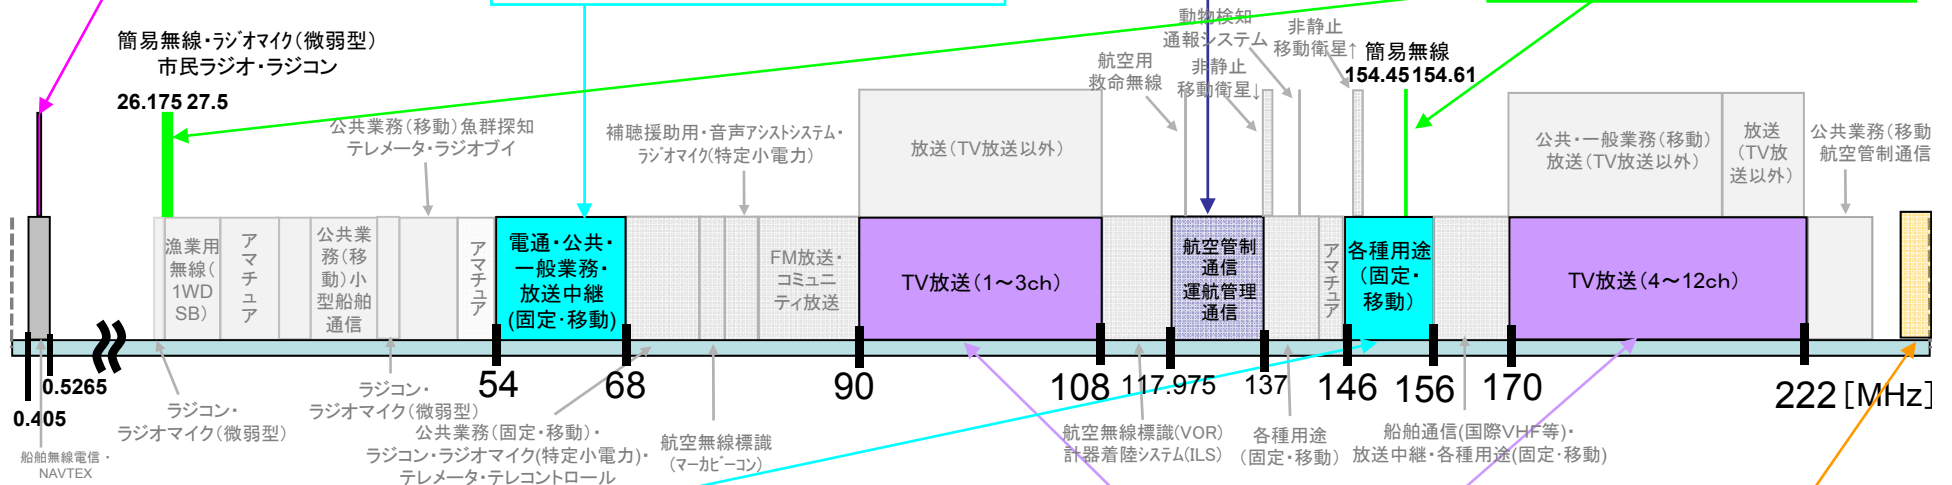 簡易無線・ラジオマイク(微弱型)
市民ラジオ・ラジコン
26.175 27.5
公共業務(移動)魚群探知
テレメータ・ラジオブイ
補聴援助用・音声アシストシステム・
ラジオマイク(特定小電力)
放送(TV放送以外)
航空用
救命無線
動物検知
通報システム
非静止
移動衛星↓
非静止
移動衛星↑
簡易無線
154.45 154.61
公共・一般業務(移動)
放送(TV放送以外)
放送
(TV放
送以外)
公共業務(移動
航空管制通信
漁業用
無線(
1WD
SB)
アマチュア
公共業
務(移
動)小
型船舶
通信
アマチュア
電通・公共・
一般業務・
放送中継
(固定・移動)
FM放送・
コミュニ
ティ放送
TV放送(1～3ch)
航空管制
通信
運航管理
通信
アマチュア
各種用途
(固定・
移動)
TV放送(4～12ch)
0.405
0.5265
54
68
90
108
117.975
137
146
156
170
222 [MHz]
船舶無線電信・
NAVTEX
ラジコン・
ラジオマイク(微弱型)
ラジコン・
ラジオマイク(微弱型)
公共業務(固定・移動)・
ラジコン・ラジオマイク(特定小電力)・
テレメータ・テレコントロール
航空無線標識
(マーカビーコン)
航空無線標識(VOR)
計器着陸システム(ILS)
各種用途
(固定・移動)
船舶通信(国際VHF等)・
放送中継・各種用途(固定・移動)